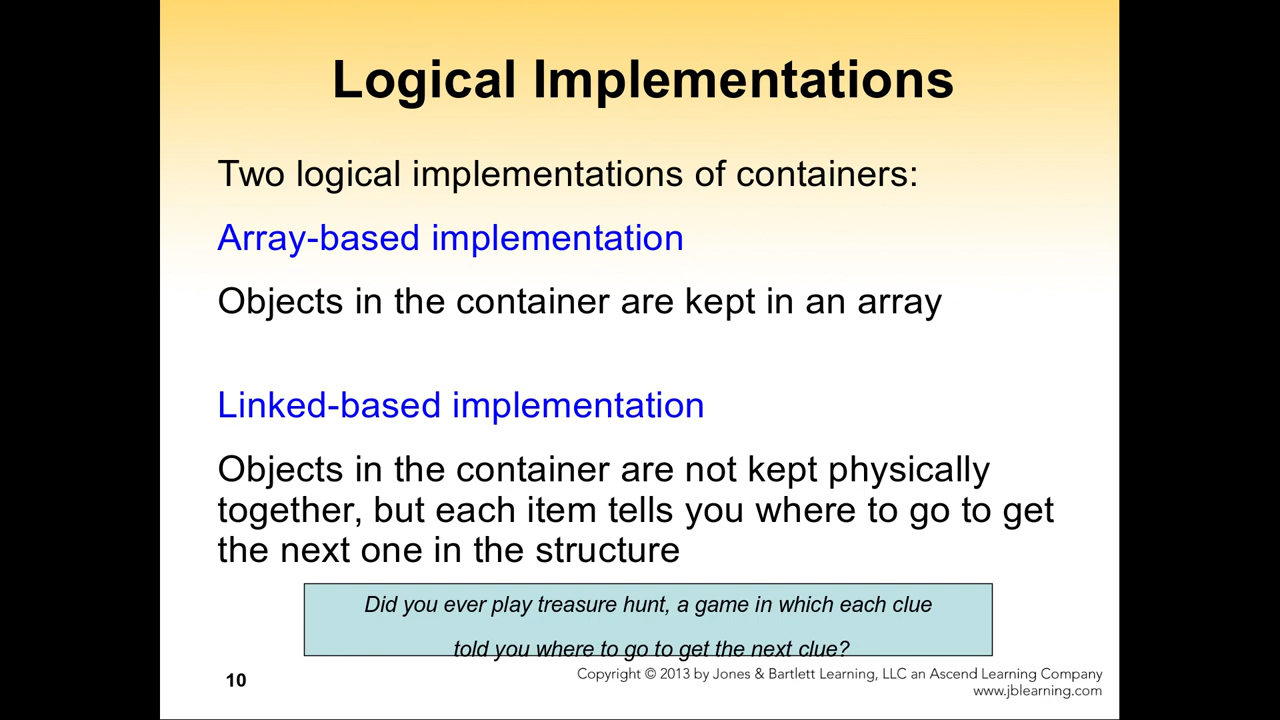 Logical Implementations
Two logical implementations of containers:
Array-based implementation
Objects in the container are kept in an array
Linked-based implementation
Objects in the container are not kept physically
together, but each item tells you where to go to get
the next one in the structure
Did you ever play treasure hunt, a game in which each clue
told you where to go to get the next clue?
10
Copyright © 2013 by Jones & Bartlett Learning, LLC an Ascend Learning Company
www.jblearning.com